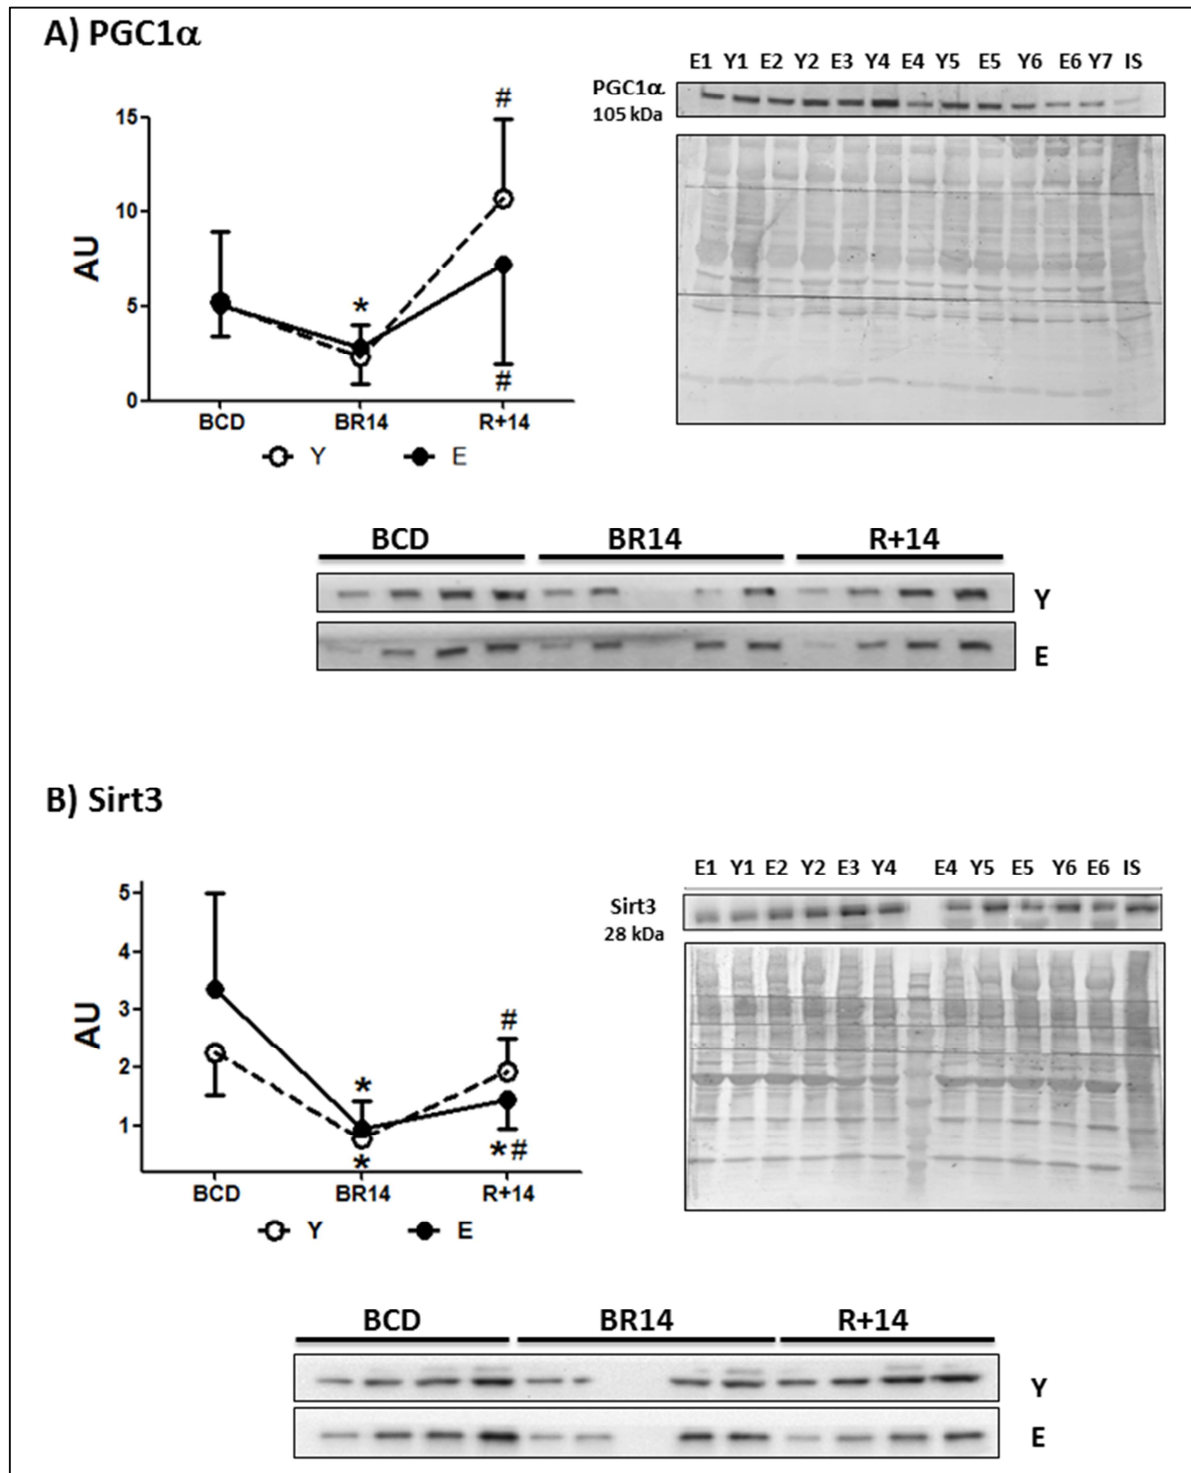 A) PGC1α
E1 Y1 E2 Y2 E3 Y4 E4 Y5 E5 Y6 E6 Y7 IS
PGC1α
105 kDa
#
15
10
AU
5
*
0
#
BCD BR14 R+14
Y E
BCD BR14 R+14
Y
E
B) Sirt3
E1 Y1 E2 Y2 E3 Y4 E4 Y5 E5 Y6 E6 IS
Sirt3
28 kDa
5
4
3
AU
#
2
*
1
* *#
BCD BR14 R+14
Y E
BCD BR14 R+14
Y
E